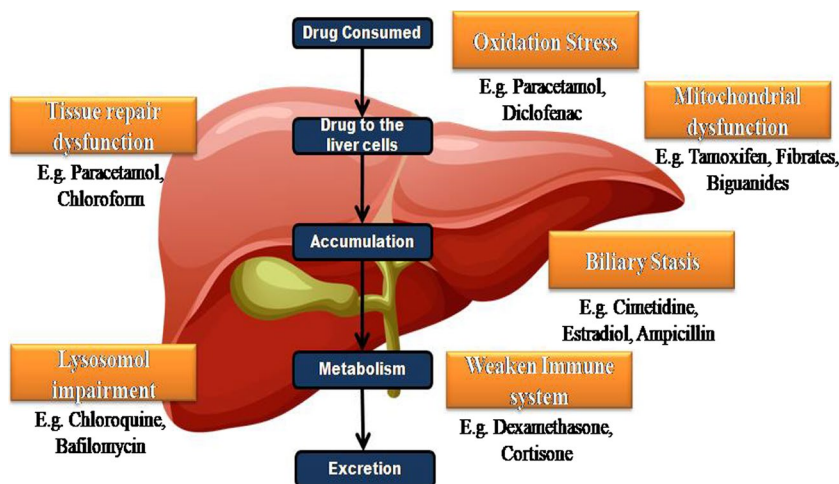 Drug Consumed
Oxidation Stress
E.g. Paracetamol,
Diclofenac
Mitochondrial
dysfunction
E.g. Tamoxifen, Fibrates,
Biguanides
Tissue repair
dysfunction
E.g. Paracetamol,
Chloroform
Drug to the
liver cells
Accumulation
Biliary Stasis
E.g. Cimetidine,
Estradiol, Ampicillin
Lysosomol
impairment
E.g. Chloroquine,
Bafilomycin
Metabolism
Weaken Immune
system
E.g. Dexamethasone,
Cortisone
Excretion